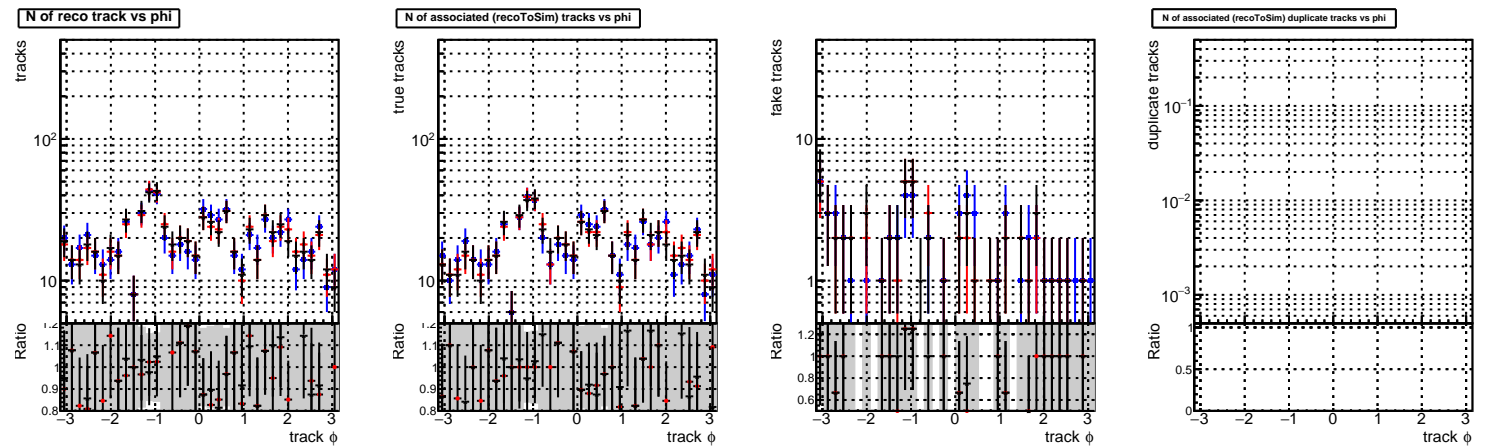 N of reco track vs phi
tracks
10²
10
Ratio
1.2
1.1
1
0.9
0.8
−3 −2 −1 0 1 2 3
track ϕ
N of associated (recoToSim) tracks vs phi
true tracks
10²
10
Ratio
1.2
1.1
1
0.9
0.8
−3 −2 −1 0 1 2 3
track ϕ
fake tracks
10
1
Ratio
1.2
1
0.8
0.6
−3 −2 −1 0 1 2 3
track ϕ
N of associated (recoToSim) duplicate tracks vs phi
duplicate tracks
10⁻¹
10⁻²
10⁻³
Ratio
1
0.5
0
−3 −2 −1 0 1 2 3
track ϕ